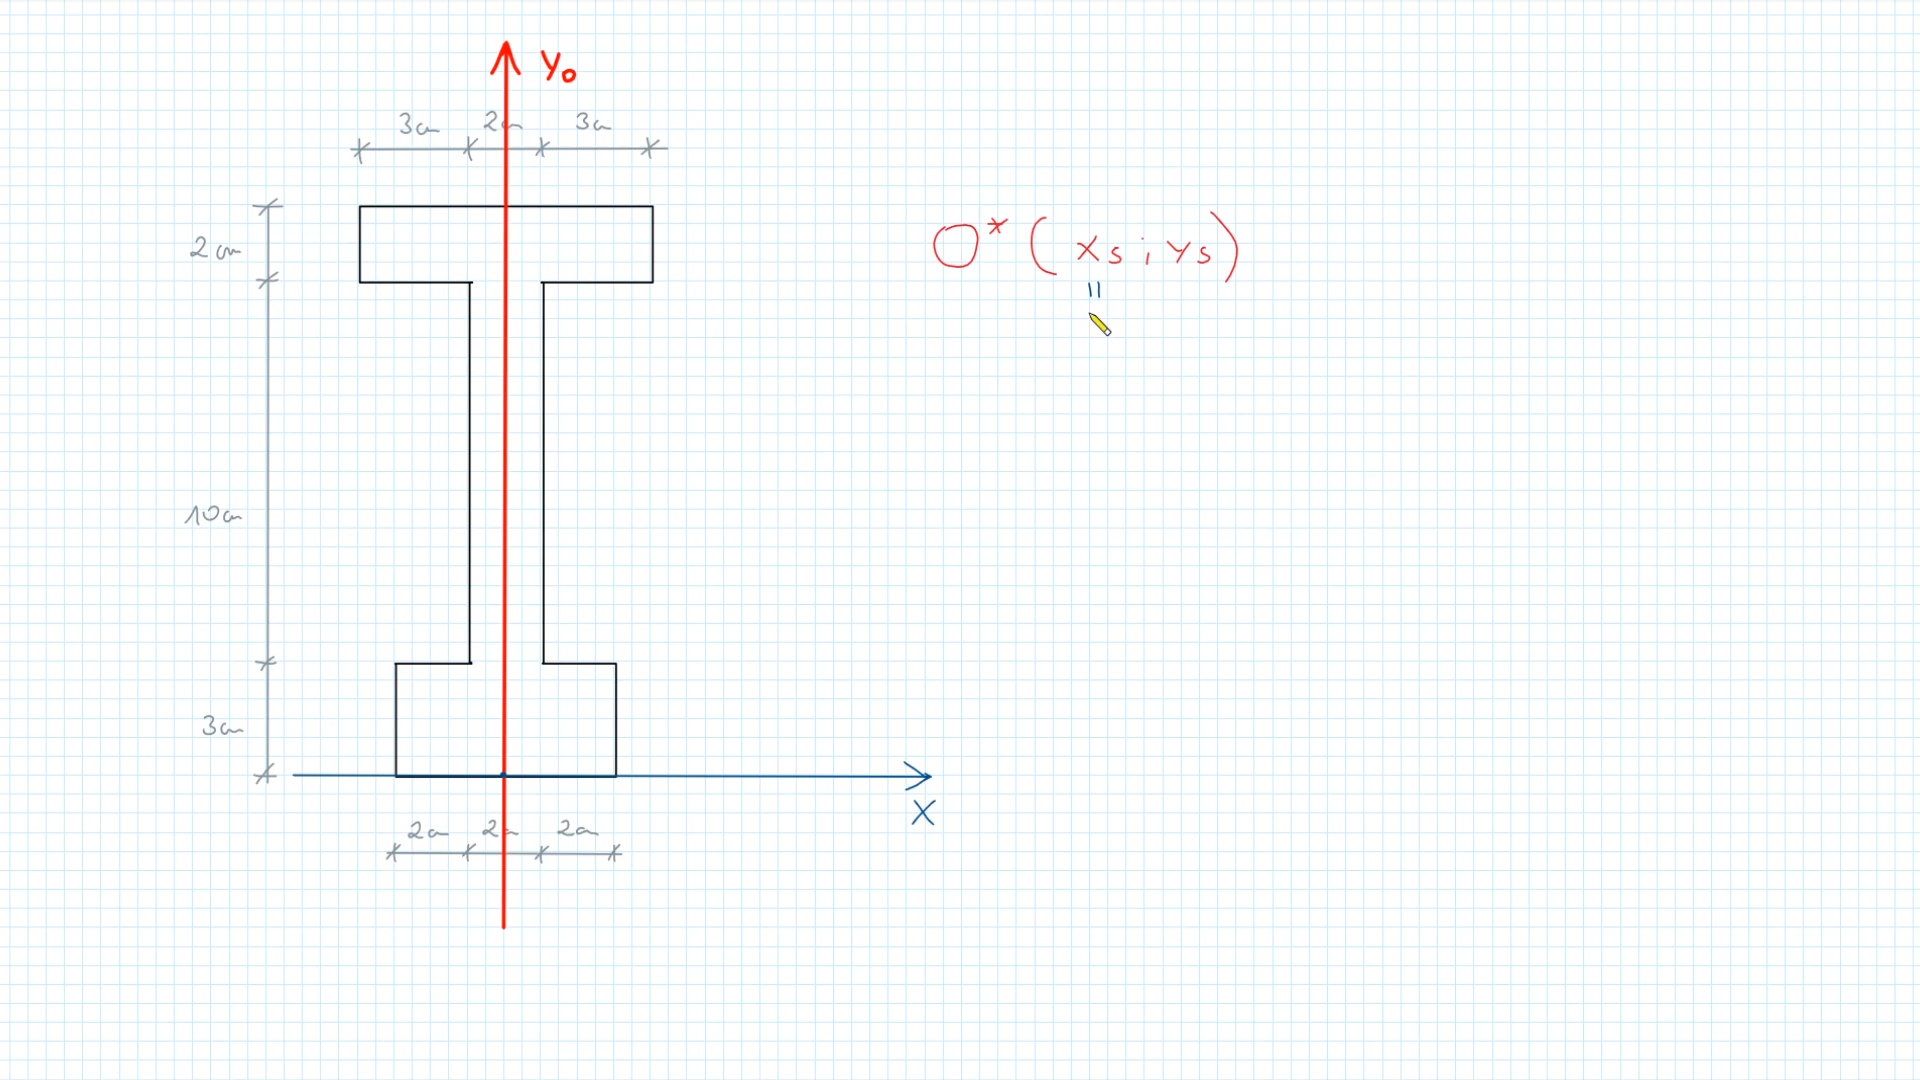 y₀
3cm 2cm 3cm
2cm
O* ( xs ; ys )
=
10cm
3cm
X
2cm 2cm 2cm